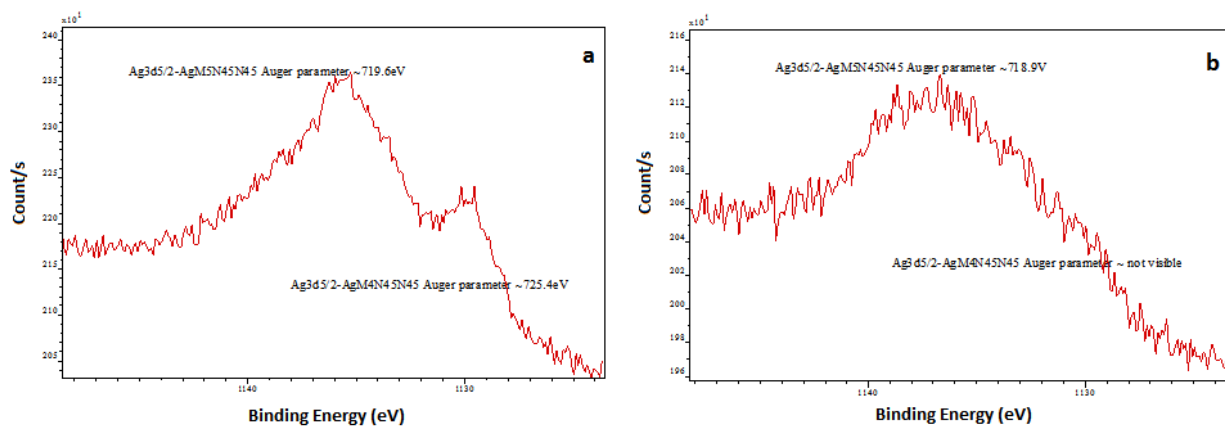 x10¹
a
Ag3d5/2-AgM5N45N45 Auger parameter ~719.6eV
240
235
230
225
220
215
210
205
Count/s
Ag3d5/2-AgM4N45N45 Auger parameter ~725.4eV
1140
1130
Binding Energy (eV)
x10¹
b
Ag3d5/2-AgM5N45N45 Auger parameter ~718.9V
216
214
212
210
208
206
204
202
200
198
196
Count/s
Ag3d5/2-AgM4N45N45 Auger parameter ~ not visible
1140
1130
Binding Energy (eV)